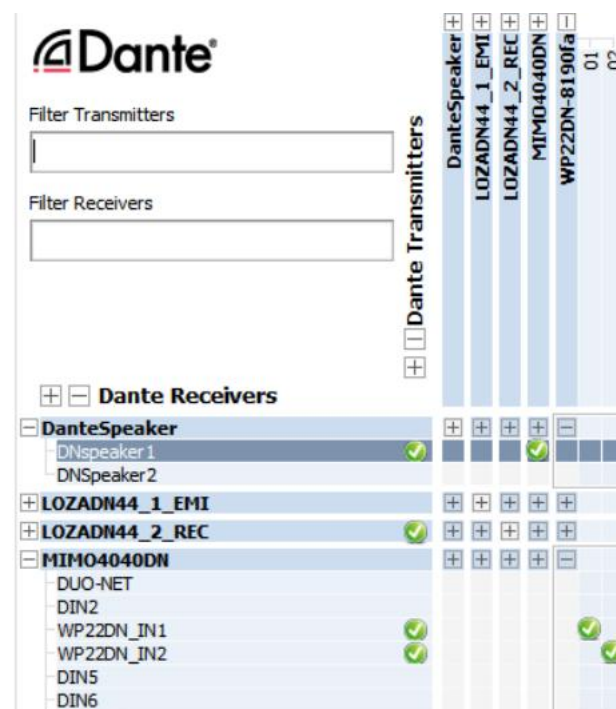 Dante®
Filter Transmitters
Filter Receivers
Dante Transmitters
DanteSpeaker
LOZADN44_1_EMI
LOZADN44_2_REC
MIMO4040DN
WP22DN-8190fa
01
02
Dante Receivers
DanteSpeaker
DNspeaker1
DNSpeaker2
LOZADN44_1_EMI
LOZADN44_2_REC
MIMO4040DN
DUO-NET
DIN2
WP22DN_IN1
WP22DN_IN2
DIN5
DIN6